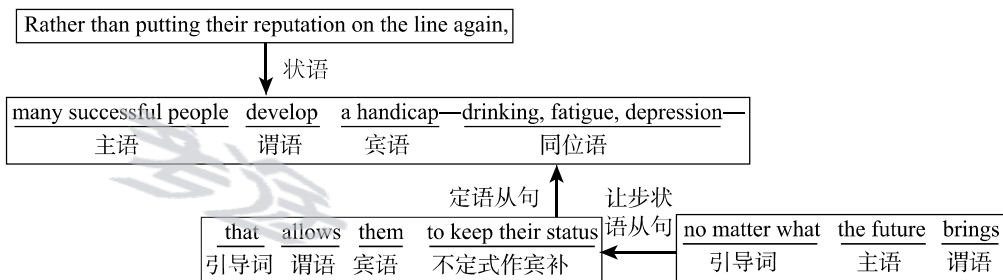 Rather than putting their reputation on the line again,
状语
many successful people develop a handicap—drinking, fatigue, depression—
主语 谓语 宾语 同位语
定语从句 让步状
语从句
that allows them to keep their status
引导词 谓语 宾语 不定式作宾补
no matter what the future brings
引导词 主语 谓语